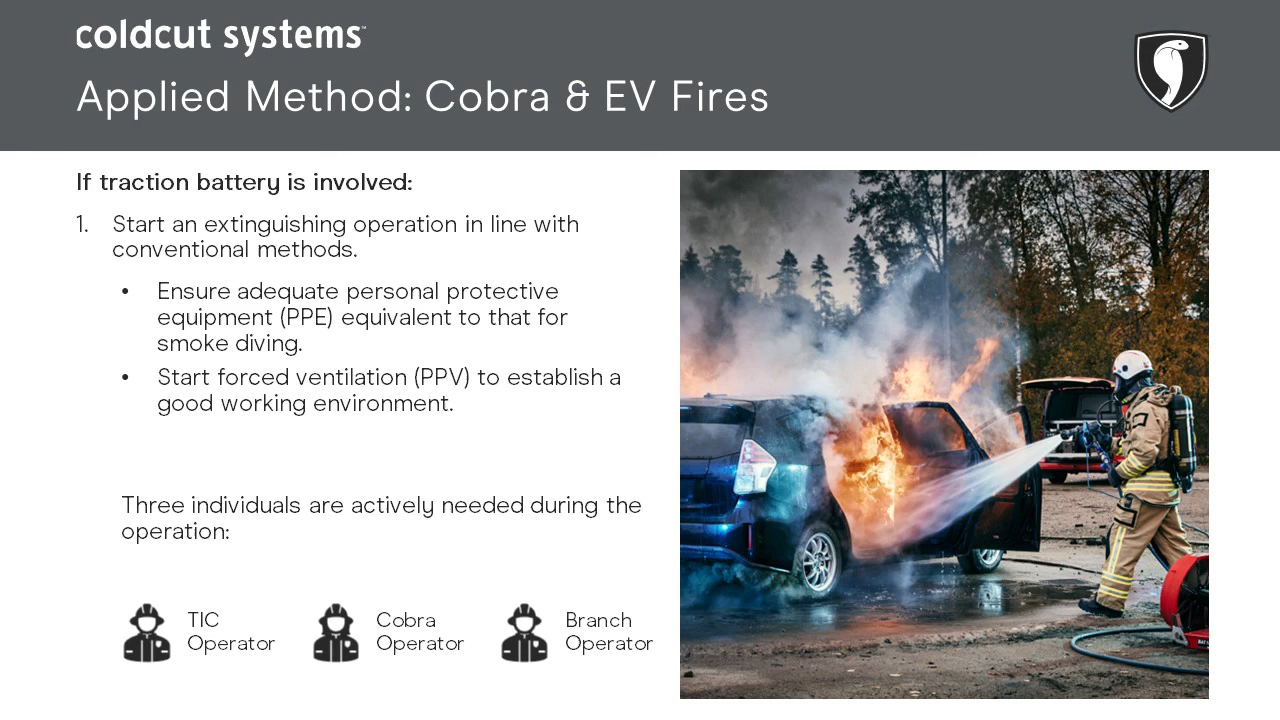 coldcut systems™
Applied Method: Cobra & EV Fires
If traction battery is involved:
1. Start an extinguishing operation in line with
conventional methods.
• Ensure adequate personal protective
equipment (PPE) equivalent to that for
smoke diving.
• Start forced ventilation (PPV) to establish a
good working environment.
Three individuals are actively needed during the
operation:
TIC
Operator
Cobra
Operator
Branch
Operator